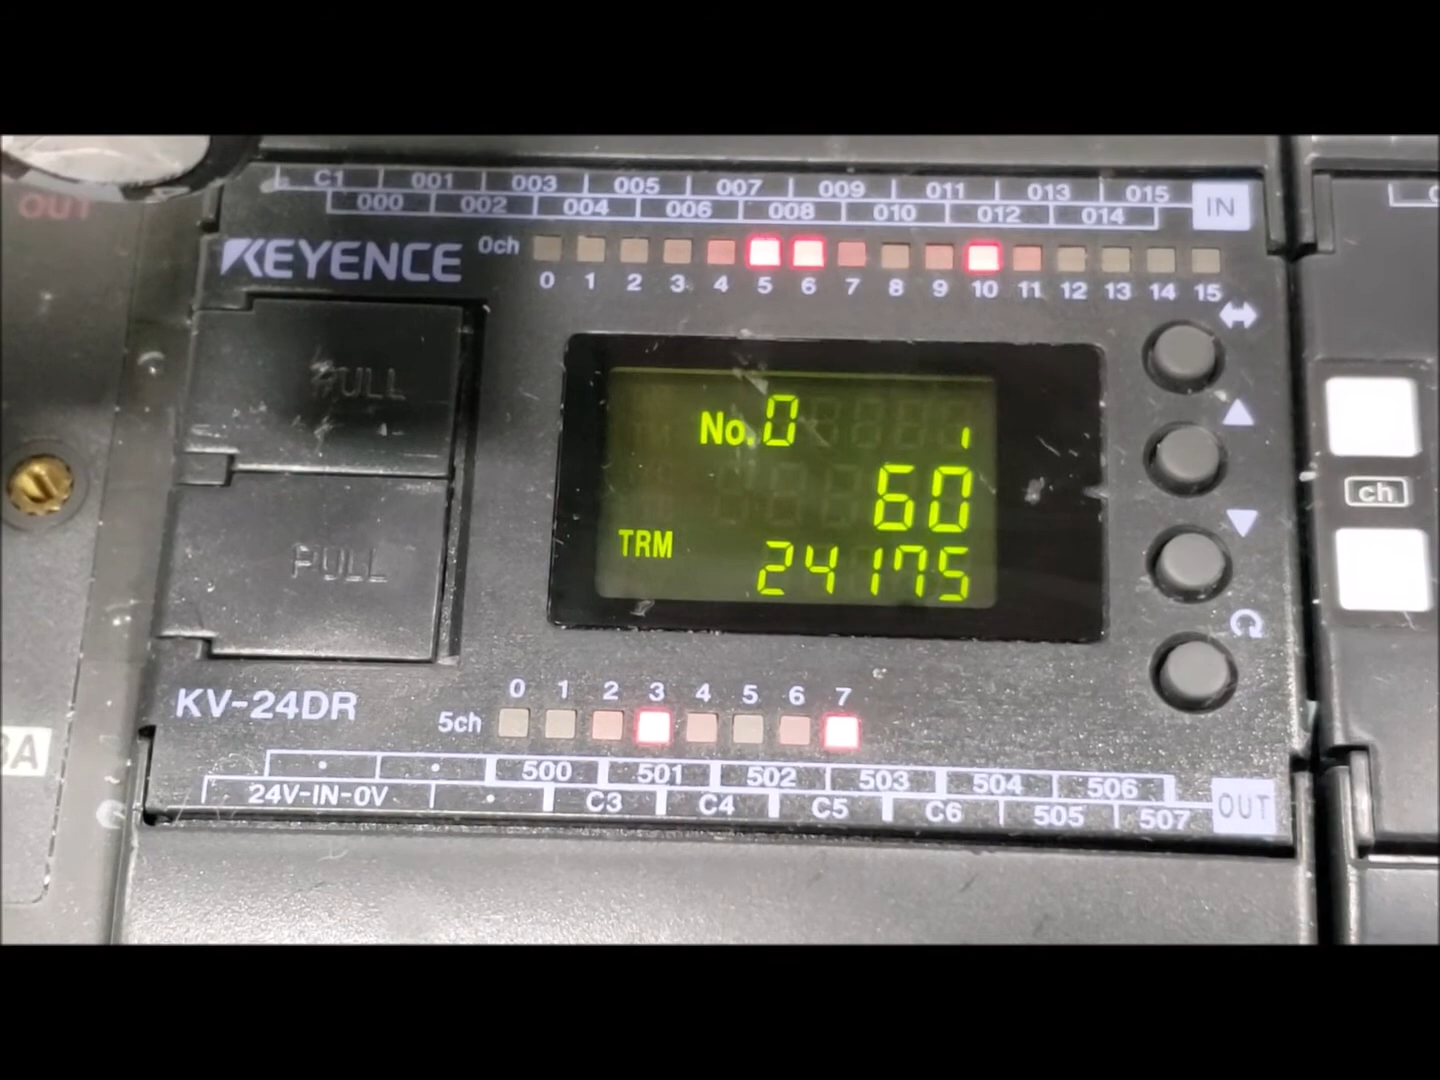 OUT
C1 001 003 005 007 009 011 013 015
000 002 004 006 008 010 012 014
IN
KEYENCE
0ch
0 1 2 3 4 5 6 7 8 9 10 11 12 13 14 15
PULL
No.0 1
60
TRM 24175
ch
PULL
KV-24DR
0 1 2 3 4 5 6 7
5ch
500 501 502 503 504 506
24V-IN-0V C3 C4 C5 C6 505 507
OUT